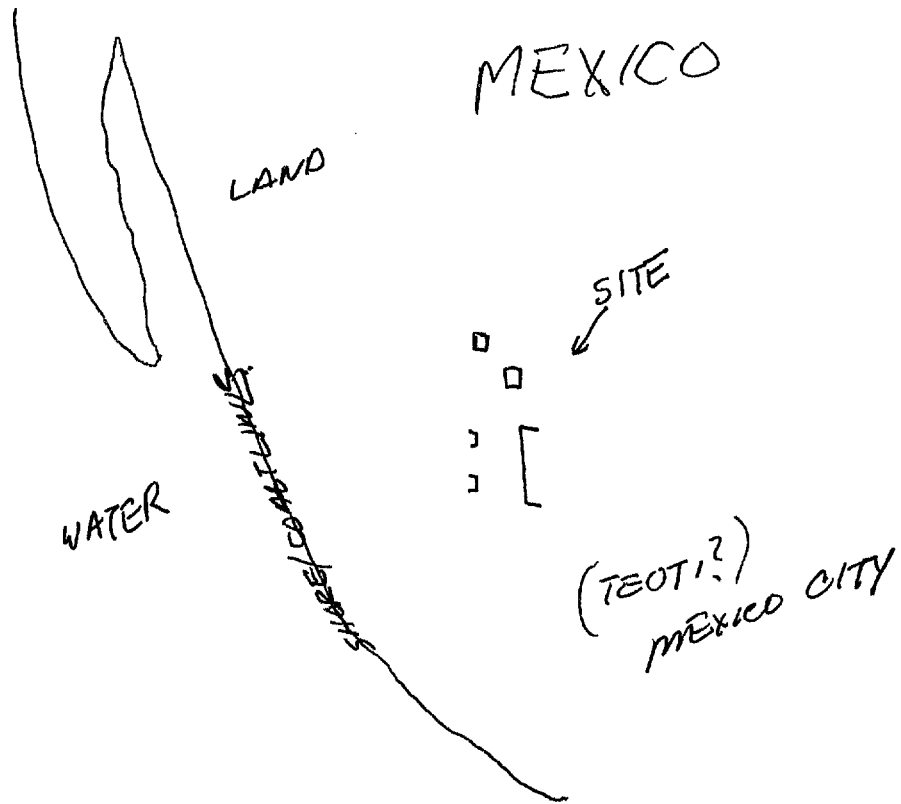 MEXICO
LAND
SITE
SHORE/COASTLINE
WATER
(TEOTI?)
MEXICO CITY